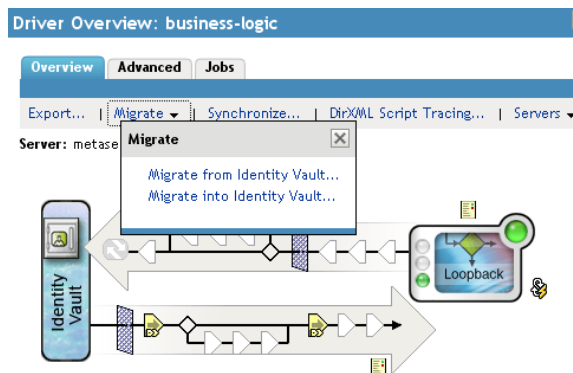 Driver Overview: business-logic
Overview Advanced Jobs
Export... | Migrate | Synchronize... | DirXML Script Tracing... | Servers
Server: metase
Migrate
Migrate from Identity Vault...
Migrate into Identity Vault...
Identity Vault
Loopback